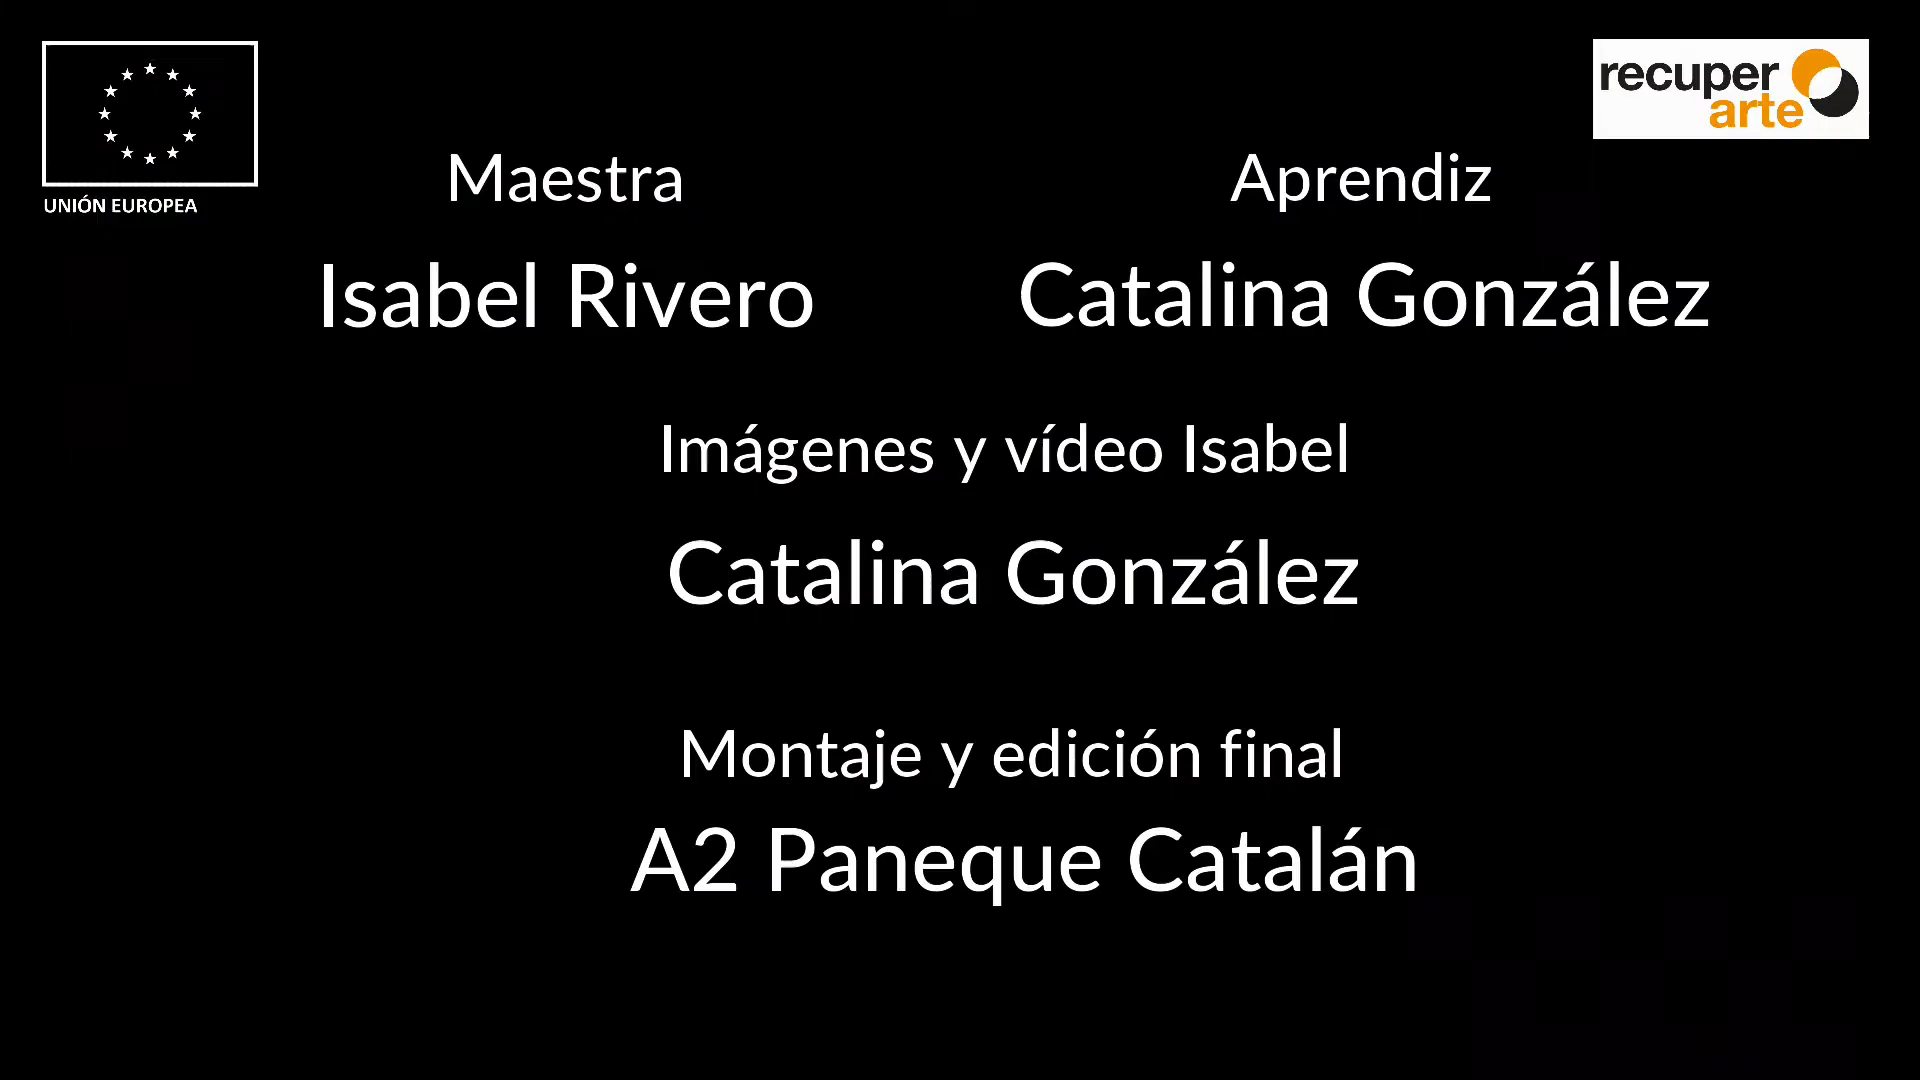 UNIÓN EUROPEA
recuper
arte
Maestra
Aprendiz
Isabel Rivero
Catalina González
Imágenes y vídeo Isabel
Catalina González
Montaje y edición final
A2 Paneque Catalán